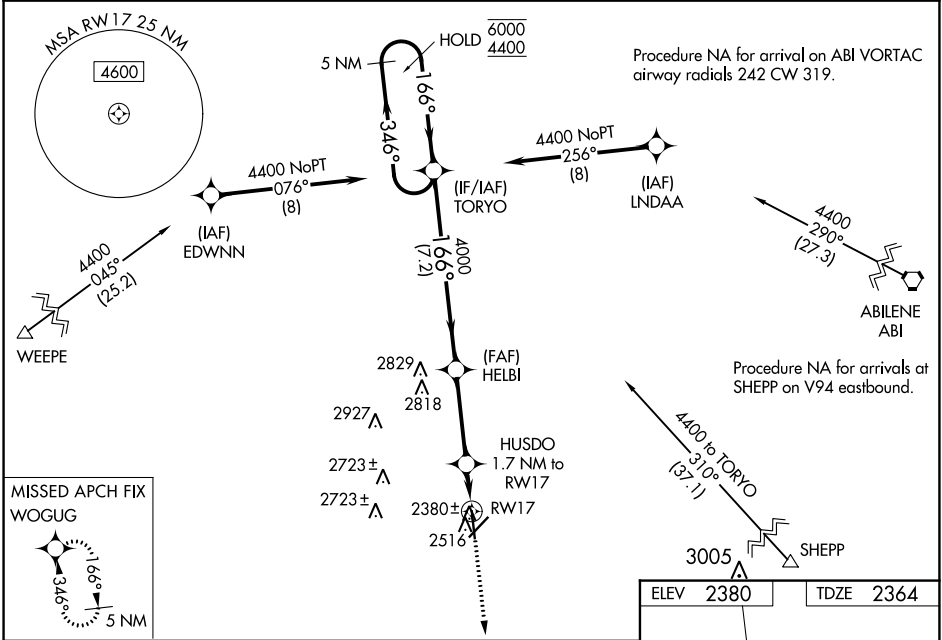 MSA RW17 25 NM
4600
HOLD
6000
4400
5 NM
166°
346°
Procedure NA for arrival on ABI VORTAC
airway radials 242 CW 319.
4400 NoPT
076°
(8)
(IAF)
EDWNN
4400 NoPT
256°
(8)
(IAF)
LNDAA
(IF/IAF)
TORYO
4400
045°
(25.2)
WEEPE
4400
290°
(27.3)
ABILENE
ABI
4000
166°
(7.2)
Procedure NA for arrivals at
SHEPP on V94 eastbound.
(FAF)
HELBI
2829
2818
2927
HUSDO
1.7 NM to
RW17
2723±
2723±
2380±
RW17
2516
4400 to TORYO
310°
(37.1)
SHEPP
3005
MISSED APCH FIX
WOGUG
166°
346°
5 NM
ELEV 2380
TDZE 2364